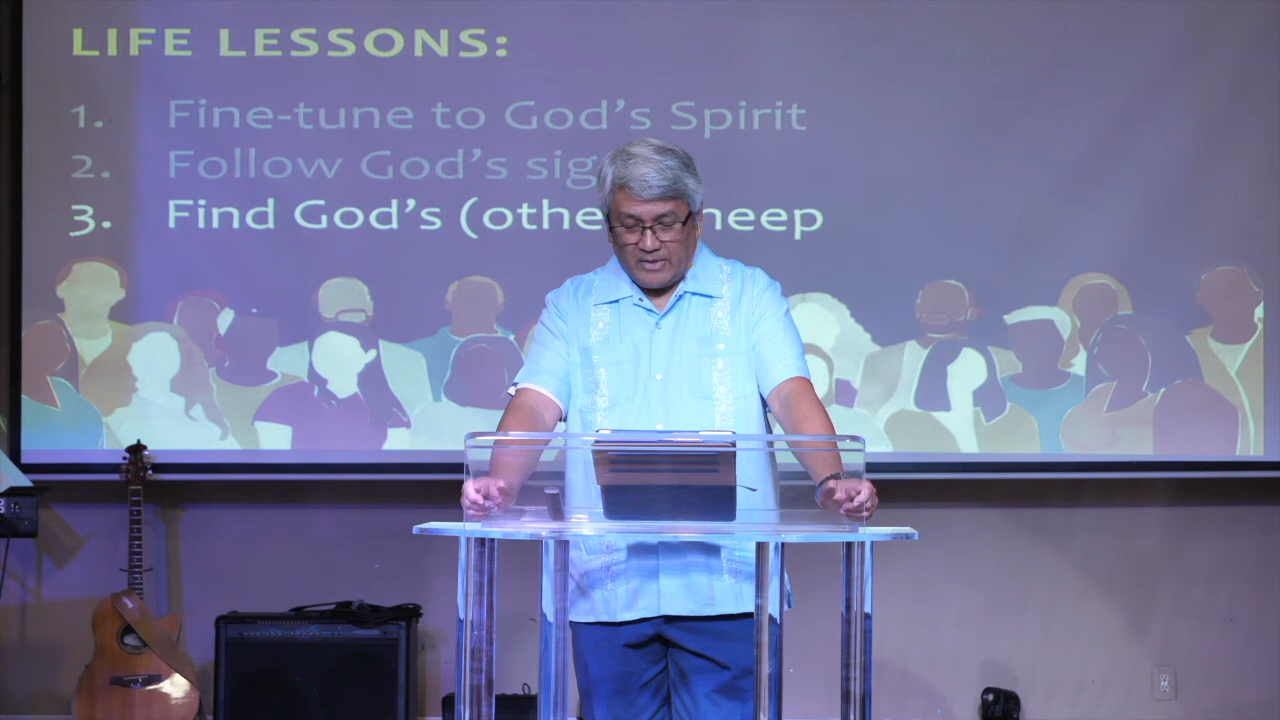 LIFE LESSONS:
1. Fine-tune to God's Spirit
2. Follow God's
3. Find God's